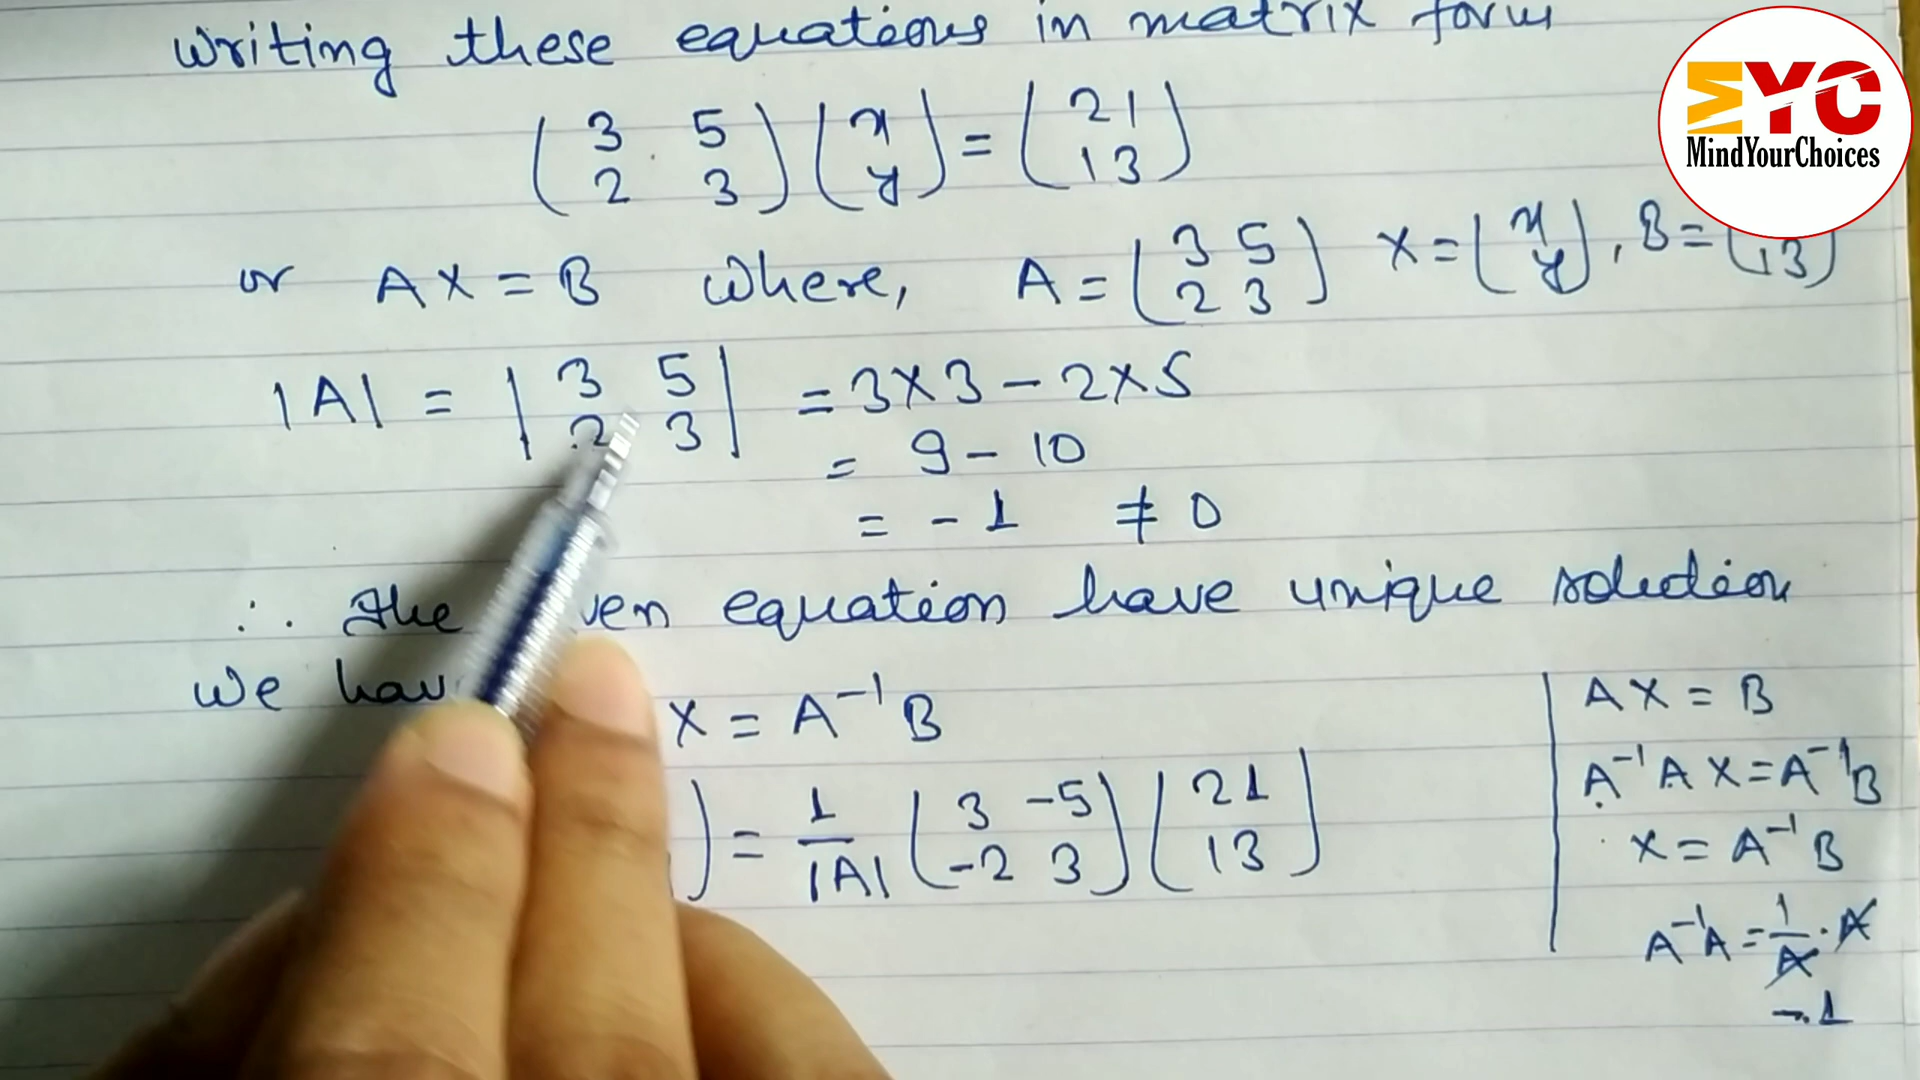 writing these equations in matrix form
( 3 5 ) ( x ) = ( 21 )
( 2 3 ) ( y ) ( 13 )
or AX = B where, A = ( 3 5 ) X = ( x ) , B = (
( 2 3 ) ( y ) 13 )
|A| = | 3 5 | = 3×3 - 2×5
| 2 3 |
= 9 - 10
= -1 ≠ 0
∴ The ven equation have unique solution
We hav X = A⁻¹B
) = 1/|A| ( 3 -5 ) ( 21 )
( -2 3 ) ( 13 )
AX = B
A⁻¹AX = A⁻¹B
X = A⁻¹B
A⁻¹A = 1/A · A
1
MYC
MindYourChoices